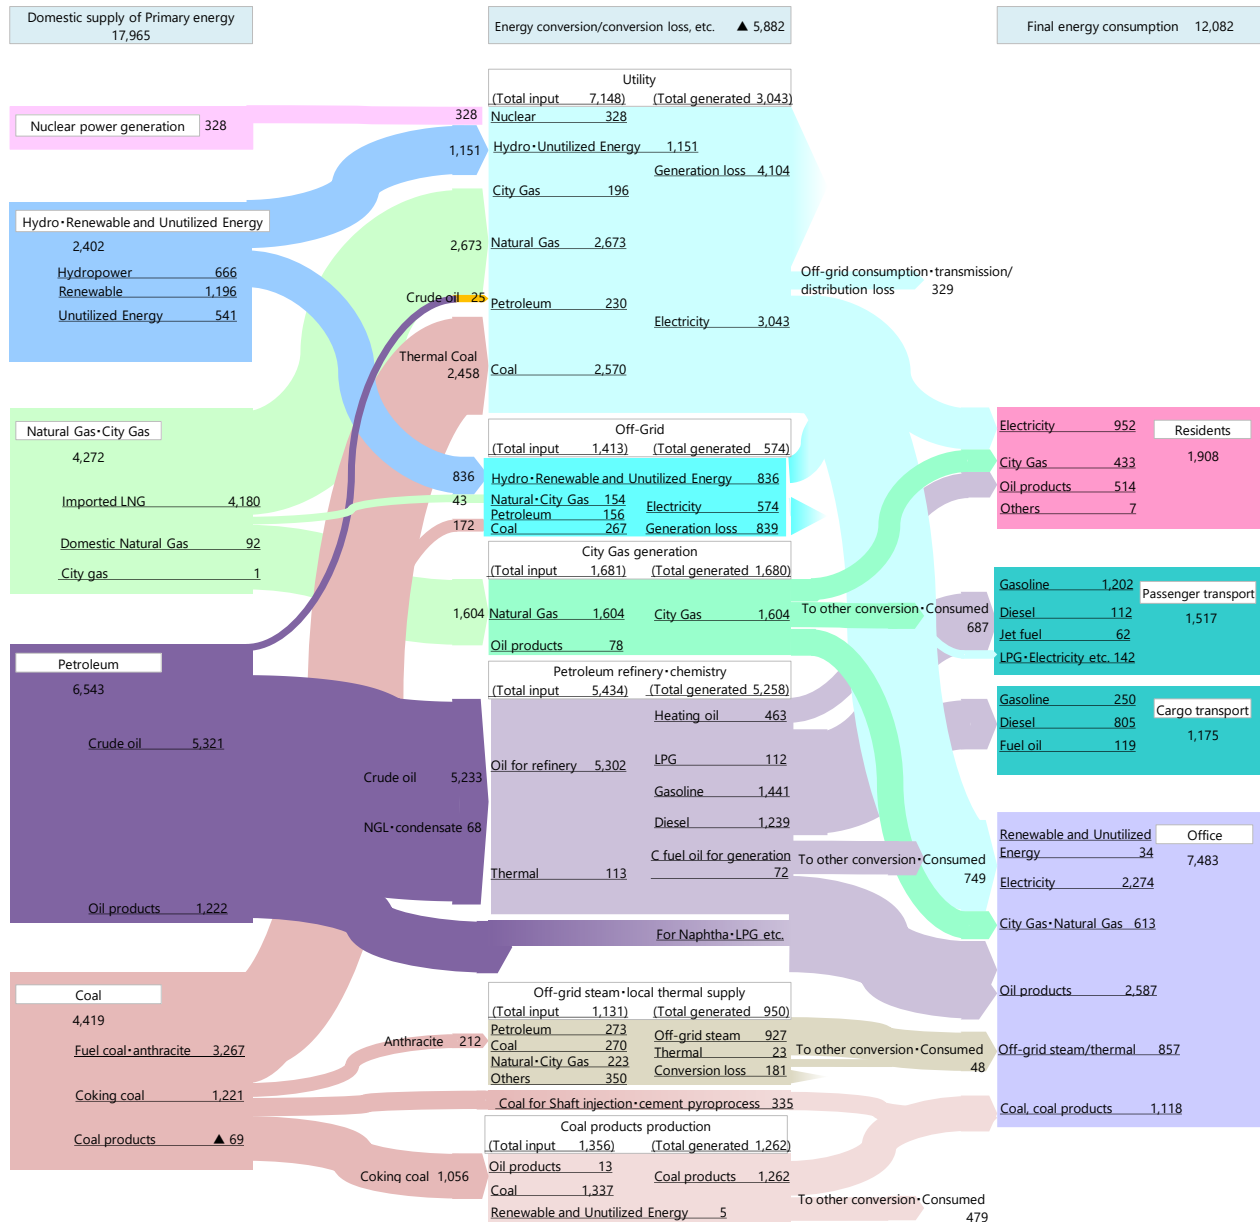 Domestic supply of Primary energy
17,965
Energy conversion/conversion loss, etc. ▲ 5,882
Final energy consumption 12,082
Nuclear power generation 328
Hydro・Renewable and Unutilized Energy
2,402
Hydropower 666
Renewable 1,196
Unutilized Energy 541
Natural Gas・City Gas
4,272
Imported LNG 4,180
Domestic Natural Gas 92
City gas 1
Petroleum
6,543
Crude oil 5,321
Oil products 1,222
Coal
4,419
Fuel coal・anthracite 3,267
Coking coal 1,221
Coal products ▲ 69
328
1,151
2,673
Crude oil 25
Thermal Coal
2,458
836
43
172
1,604
Crude oil 5,233
NGL・condensate 68
Anthracite 212
Coking coal 1,056
Utility
(Total input 7,148) (Total generated 3,043)
Nuclear 328
Hydro・Unutilized Energy 1,151
Generation loss 4,104
City Gas 196
Natural Gas 2,673
Petroleum 230
Electricity 3,043
Coal 2,570
Off-Grid
(Total input 1,413) (Total generated 574)
Hydro・Renewable and Unutilized Energy 836
Natural・City Gas 154
Petroleum 156
Coal 267
Electricity 574
Generation loss 839
City Gas generation
(Total input 1,681) (Total generated 1,680)
Natural Gas 1,604
City Gas 1,604
Oil products 78
Petroleum refinery・chemistry
(Total input 5,434) (Total generated 5,258)
Heating oil 463
Oil for refinery 5,302
LPG 112
Gasoline 1,441
Diesel 1,239
C fuel oil for generation
72
Thermal 113
For Naphtha・LPG etc.
Off-grid steam・local thermal supply
(Total input 1,131) (Total generated 950)
Petroleum 273
Coal 270
Natural・City Gas 223
Others 350
Off-grid steam 927
Thermal 23
Conversion loss 181
Coal for Shaft injection・cement pyroprocess 335
Coal products production
(Total input 1,356) (Total generated 1,262)
Oil products 13
Coal 1,337
Coal products 1,262
Renewable and Unutilized Energy 5
Off-grid consumption・transmission/
distribution loss 329
To other conversion・Consumed
687
To other conversion・Consumed
749
To other conversion・Consumed
48
To other conversion・Consumed
479
Electricity 952
Residents
1,908
City Gas 433
Oil products 514
Others 7
Gasoline 1,202
Passenger transport
1,517
Diesel 112
Jet fuel 62
LPG・Electricity etc. 142
Gasoline 250
Cargo transport
1,175
Diesel 805
Fuel oil 119
Renewable and Unutilized
Energy 34
Office
7,483
Electricity 2,274
City Gas・Natural Gas 613
Oil products 2,587
Off-grid steam/thermal 857
Coal, coal products 1,118